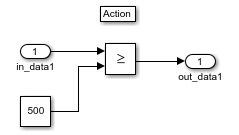 Action
1
in_data1
≥
1
out_data1
500